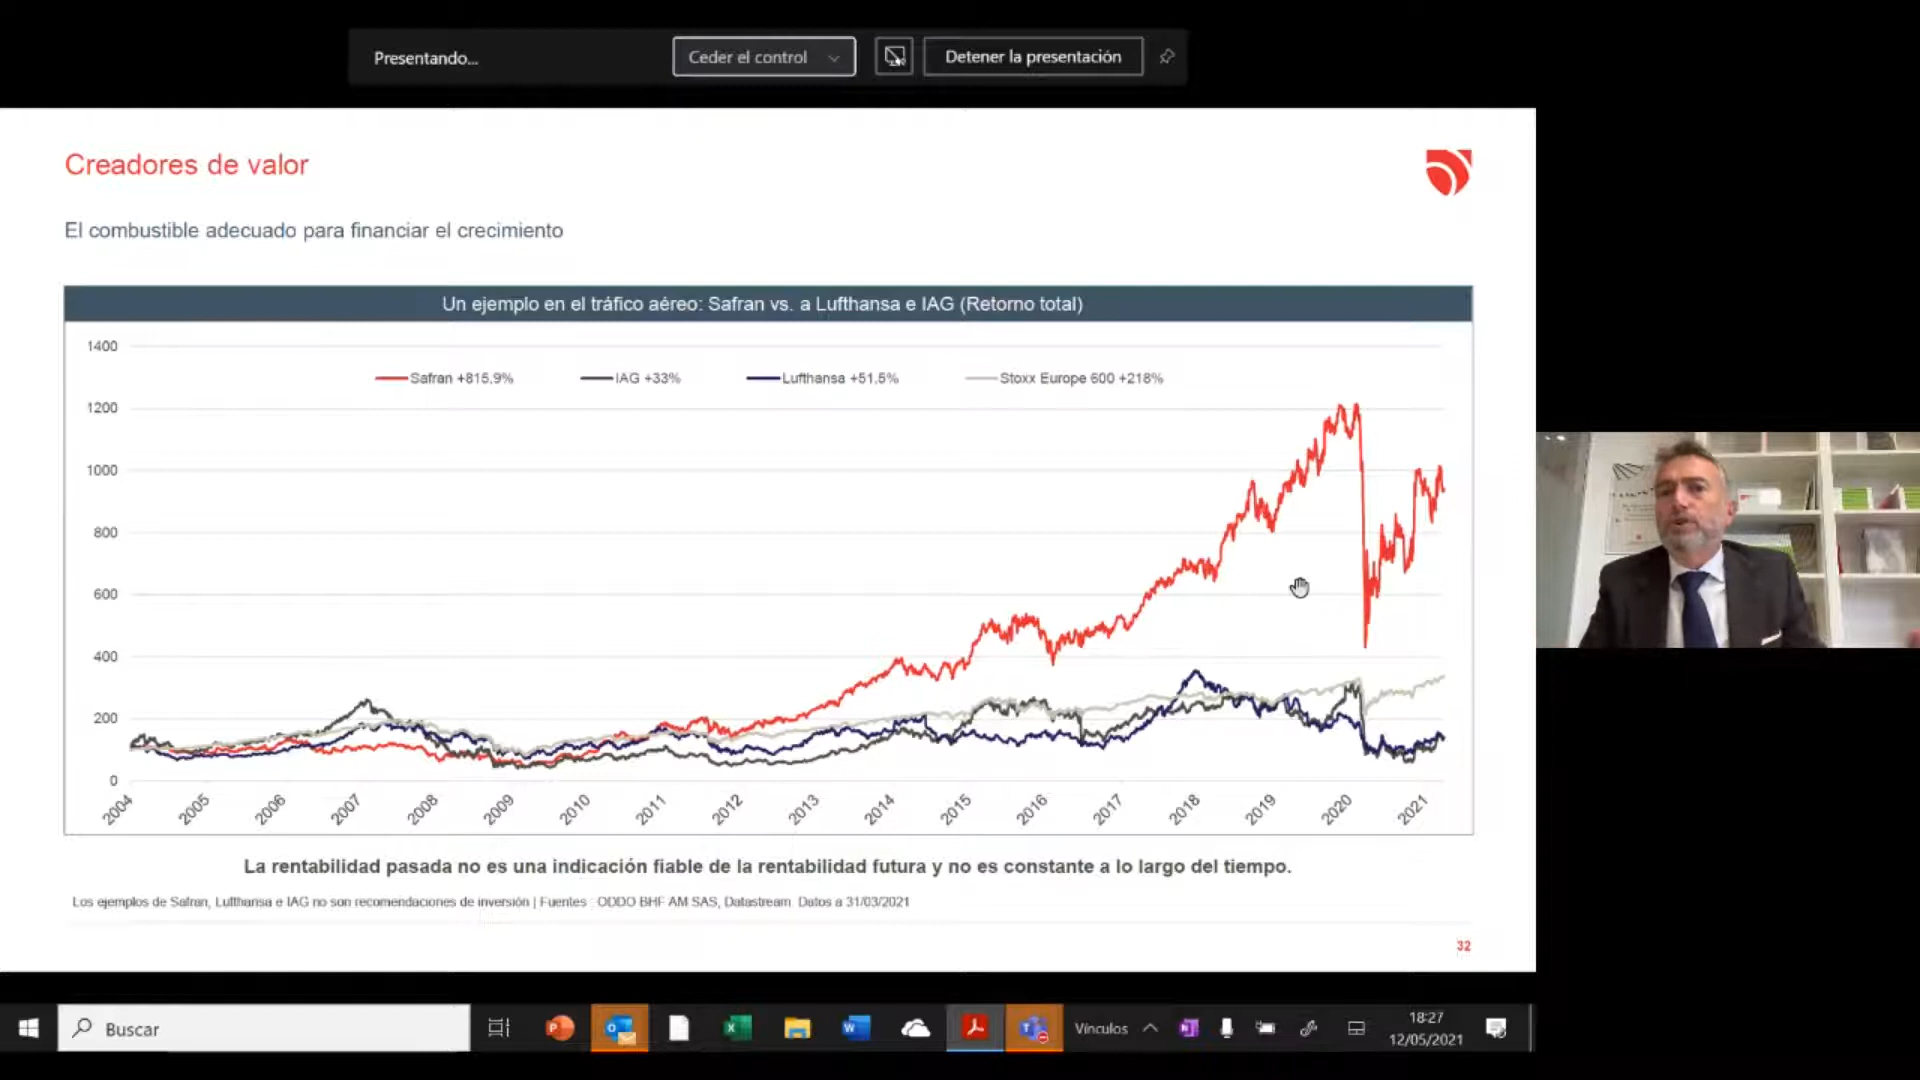 Presentando...
Ceder el control
Detener la presentación
Creadores de valor
El combustible adecuado para financiar el crecimiento
Un ejemplo en el tráfico aéreo: Safran vs. a Lufthansa e IAG (Retorno total)
1400
Safran +815,9%
IAG +33%
Lufthansa +51,5%
Stoxx Europe 600 +218%
1200
1000
800
600
400
200
0
2004 2005 2006 2007 2008 2009 2010 2011 2012 2013 2014 2015 2016 2017 2018 2019 2020 2021
La rentabilidad pasada no es una indicación fiable de la rentabilidad futura y no es constante a lo largo del tiempo.
Los ejemplos de Safran, Lufthansa e IAG no son recomendaciones de inversión | Fuentes : ODDO BHF AM SAS, Datastream. Datos a 31/03/2021
32
Buscar
Vínculos
18:27
12/05/2021